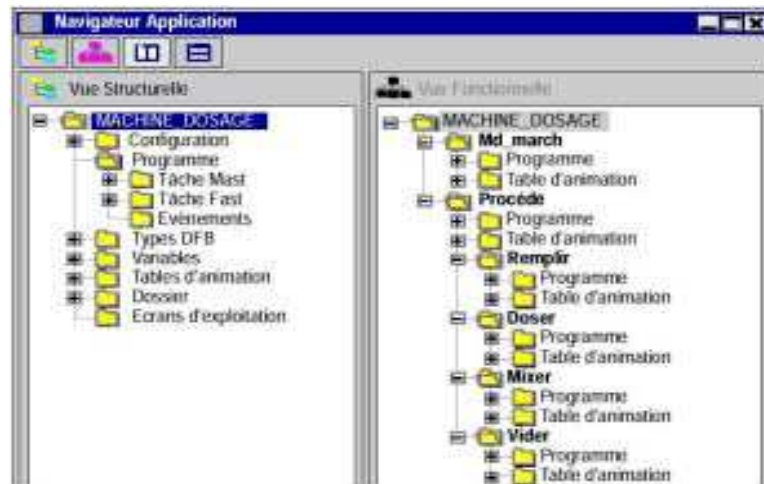 Navigateur Application
Vue Structurelle
MACHINE_DOSAGE
Configuration
Programme
Tâche Mast
Tâche Fast
Evènements
Types DFB
Variables
Tables d'animation
Dossier
Ecrans d'exploitation
Vue Fonctionnelle
MACHINE_DOSAGE
Md_march
Programme
Table d'animation
Procédé
Programme
Table d'animation
Remplir
Programme
Table d'animation
Doser
Programme
Table d'animation
Mixer
Programme
Table d'animation
Vider
Programme
Table d'animation